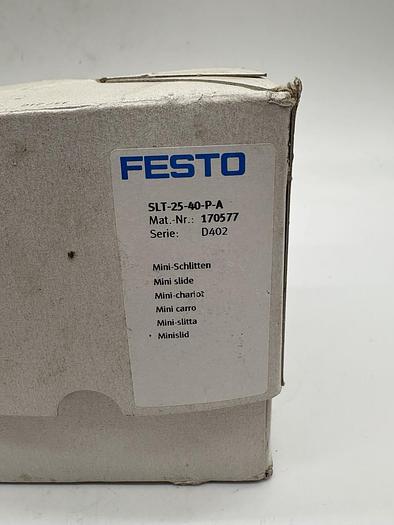 FESTO
SLT-25-40-P-A
Mat.-Nr.: 170577
Serie: D402
Mini-Schlitten
Mini slide
Mini-chariot
Mini carro
Mini-slitta
Minislid